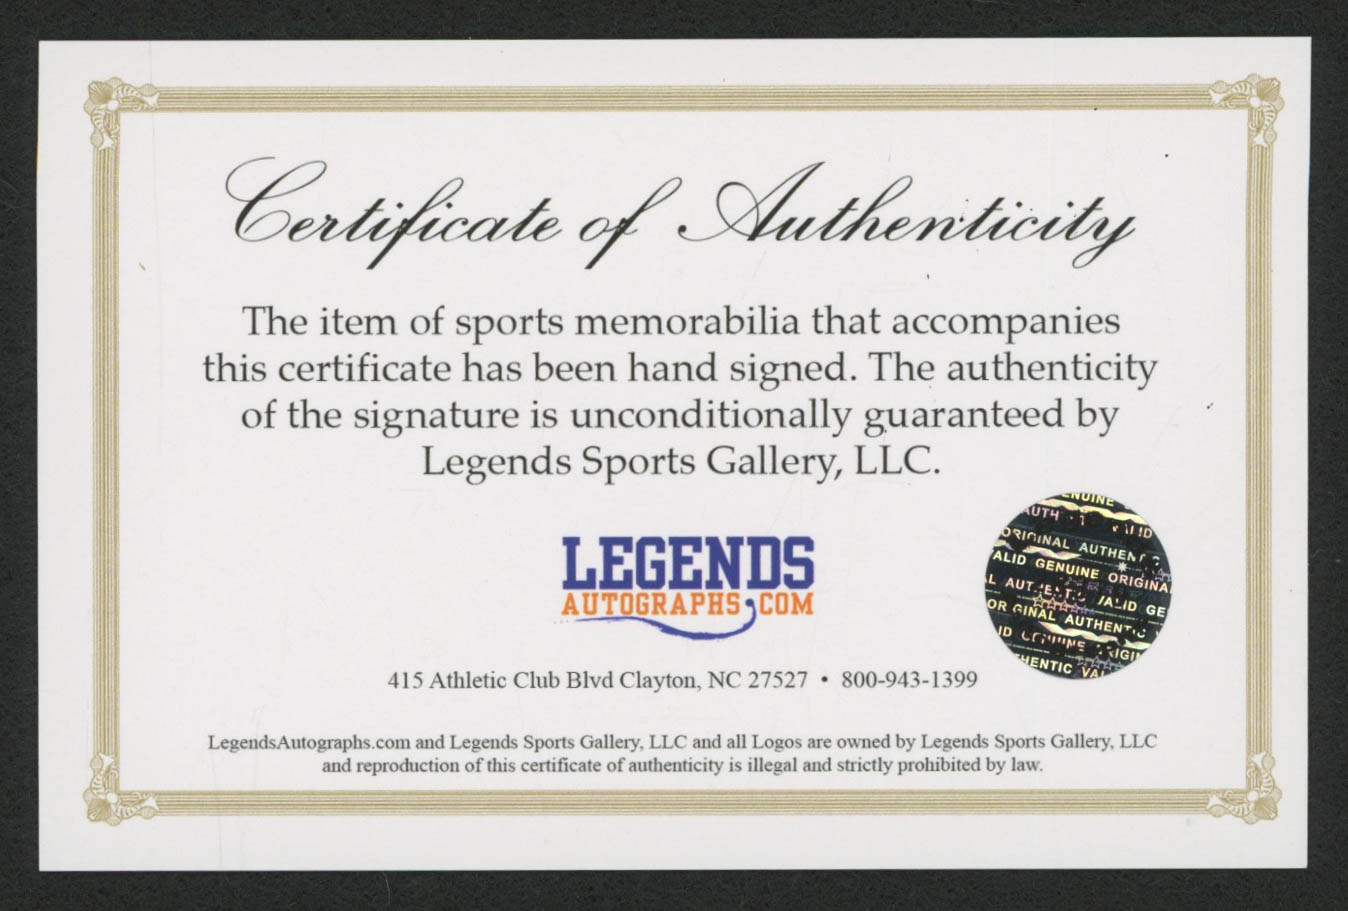 Certificate of Authenticity
The item of sports memorabilia that accompanies
this certificate has been hand signed. The authenticity
of the signature is unconditionally guaranteed by
Legends Sports Gallery, LLC.
LEGENDS
AUTOGRAPHS.COM
415 Athletic Club Blvd Clayton, NC 27527 • 800-943-1399
LegendsAutographs.com and Legends Sports Gallery, LLC and all Logos are owned by Legends Sports Gallery, LLC
and reproduction of this certificate of authenticity is illegal and strictly prohibited by law.
ORIGINAL
GENUINE